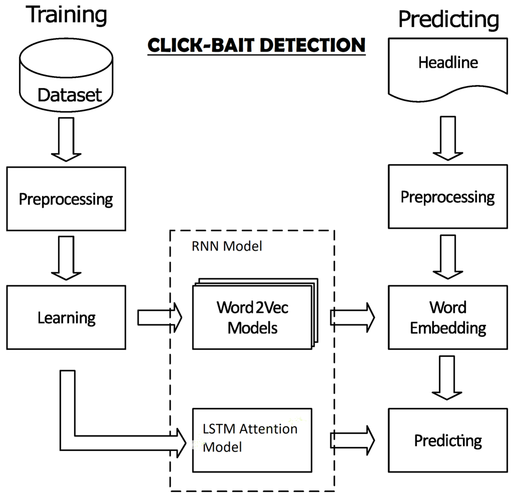 Training
Predicting
CLICK-BAIT DETECTION
Dataset
Headline
Preprocessing
Preprocessing
RNN Model
Learning
Word2Vec
Models
Word
Embedding
LSTM Attention
Model
Predicting